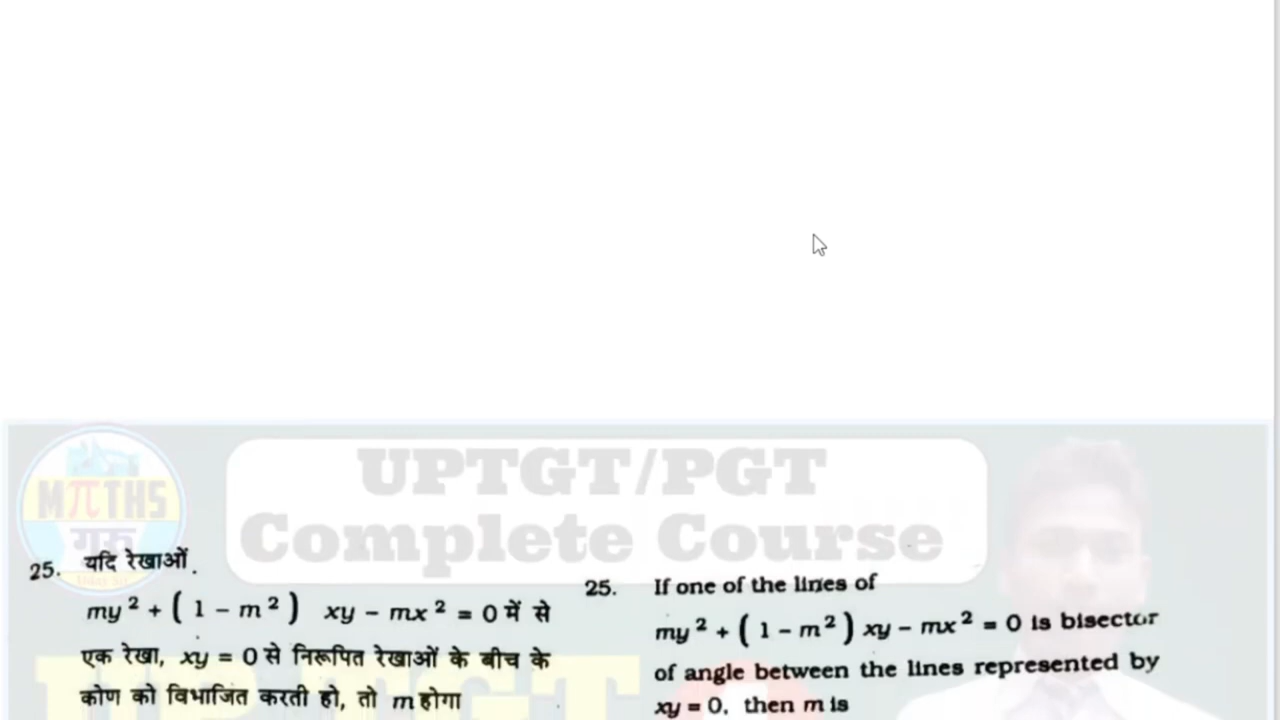 MπTHS
गुरू
Uday Sir
UPTGT/PGT
Complete Course
25. यदि रेखाओं
my² + ( 1 – m² ) xy – mx² = 0 में से
एक रेखा, xy = 0 से निरूपित रेखाओं के बीच के
कोण को विभाजित करती हो, तो m होगा
25. If one of the lines of
my² + ( 1 – m² ) xy – mx² = 0 is bisector
of angle between the lines represented by
xy = 0, then m is